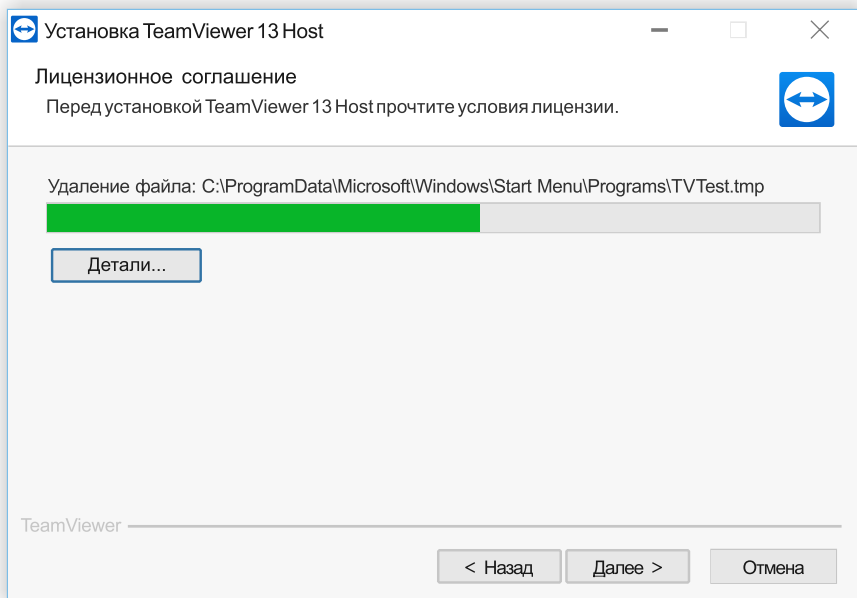 Установка TeamViewer 13 Host
Лицензионное соглашение
Перед установкой TeamViewer 13 Host прочтите условтия лицензии.
Удаление файла: C:\ProgramData\Microsoft\Windows\Start Menu\Programs\TVTest.tmp
Детали...
TeamViewer
< Назад
Далее >
Отмена